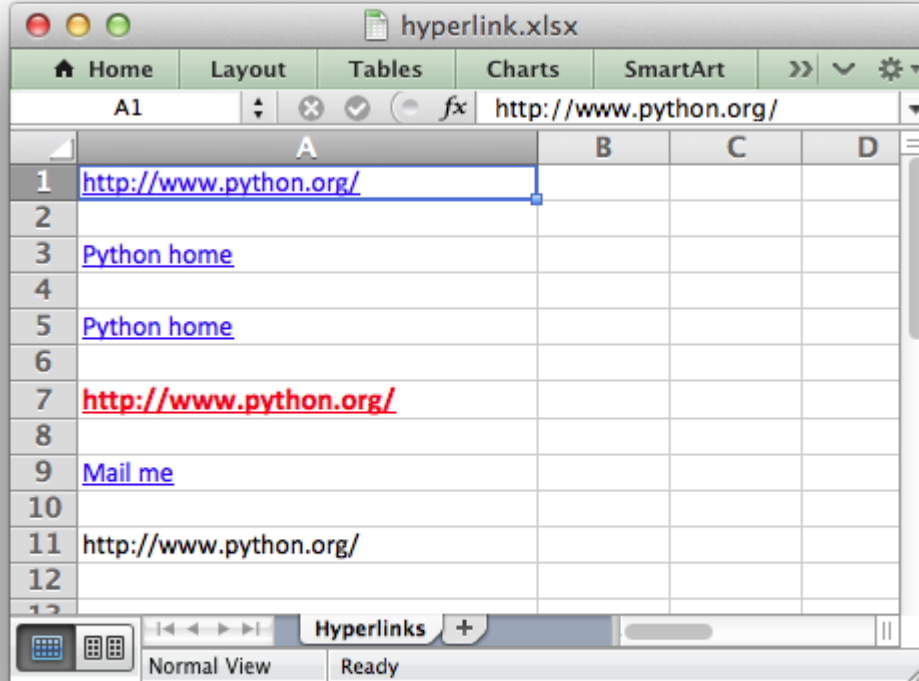 hyperlink.xlsx
Home Layout Tables Charts SmartArt
A1 fx http://www.python.org/
A B C D
1 http://www.python.org/
2
3 Python home
4
5 Python home
6
7 http://www.python.org/
8
9 Mail me
10
11 http://www.python.org/
12
13
Hyperlinks +
Normal View Ready